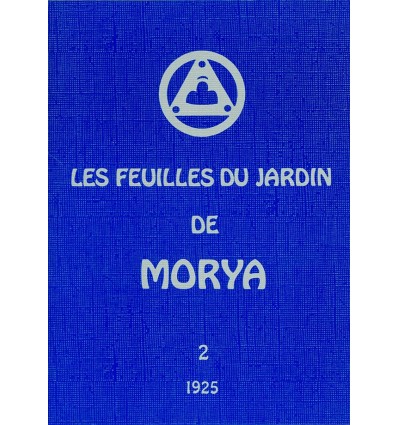 LES FEUILLES DU JARDIN
DE
MORYA
2
1925